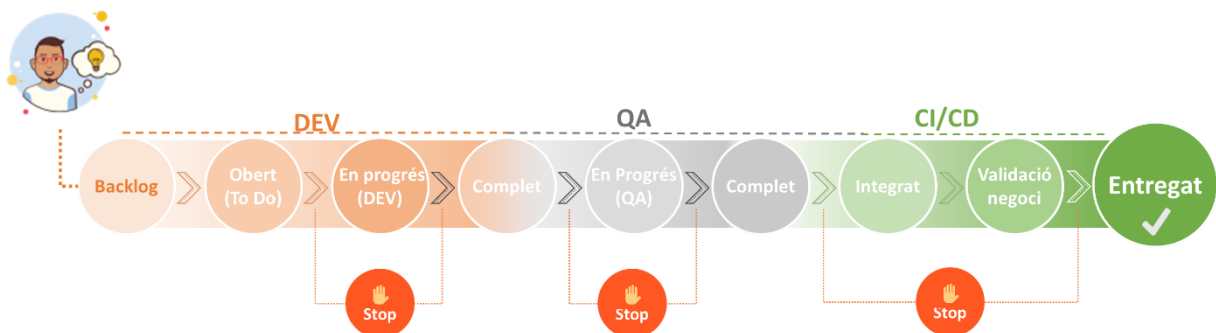 DEV
QA
CI/CD
Backlog
Obert
(To Do)
En progrés
(DEV)
Complet
En Progrés
(QA)
Complet
Integrat
Validació
negoci
Entregat
Stop
Stop
Stop